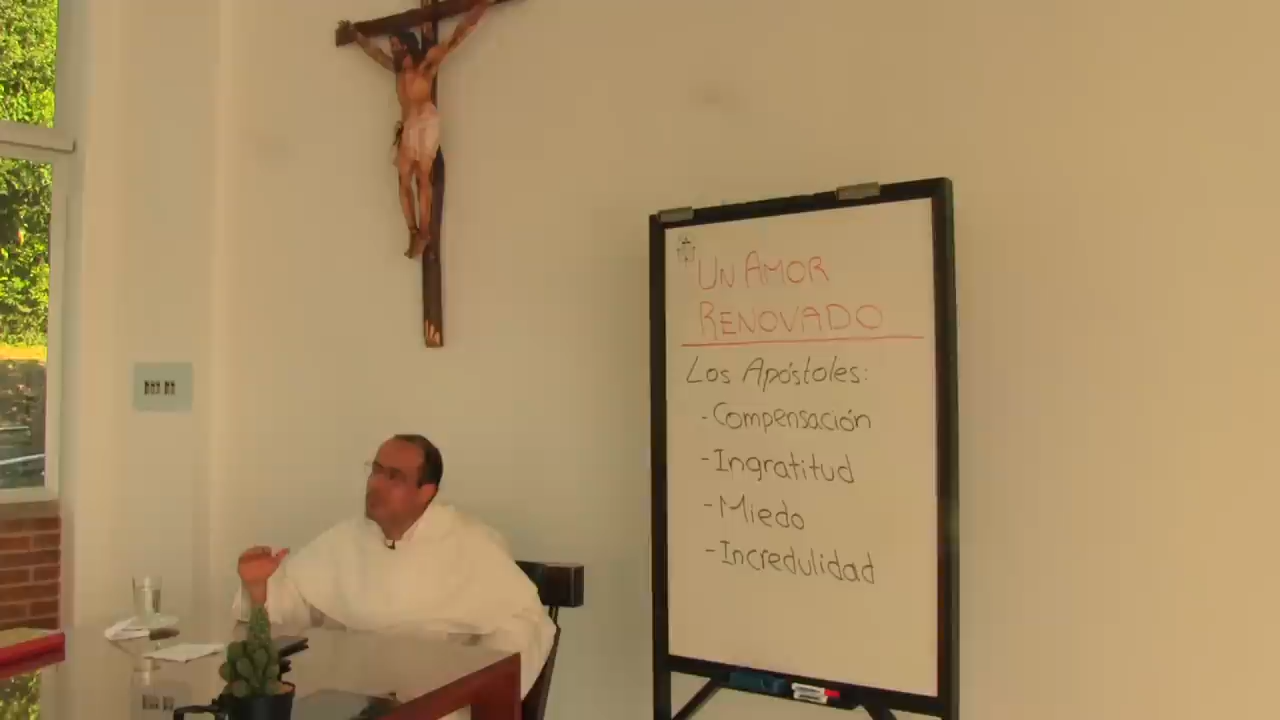 UN AMOR
RENOVADO
Los Apóstoles:
-Compensación
-Ingratitud
-Miedo
-Incredulidad